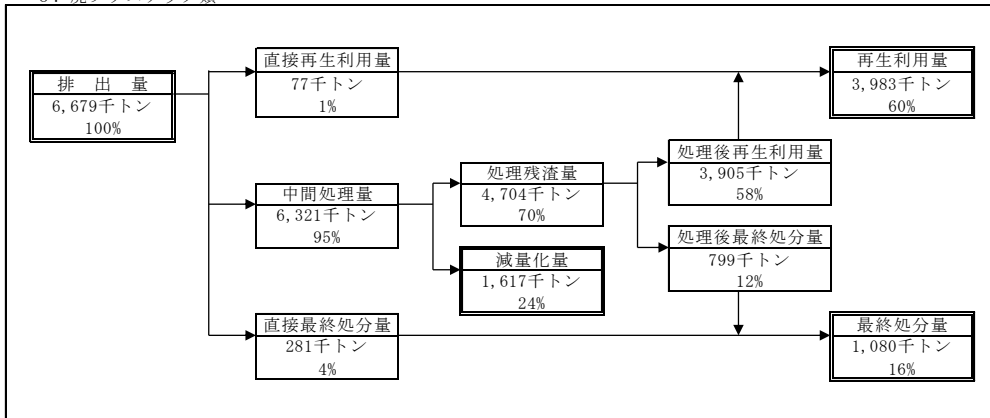 直接再生利用量
77千トン
1%
再生利用量
3,983千トン
60%
排　出　量
6,679千トン
100%
処理後再生利用量
3,905千トン
58%
処理残渣量
4,704千トン
70%
中間処理量
6,321千トン
95%
処理後最終処分量
799千トン
12%
減量化量
1,617千トン
24%
直接最終処分量
281千トン
4%
最終処分量
1,080千トン
16%